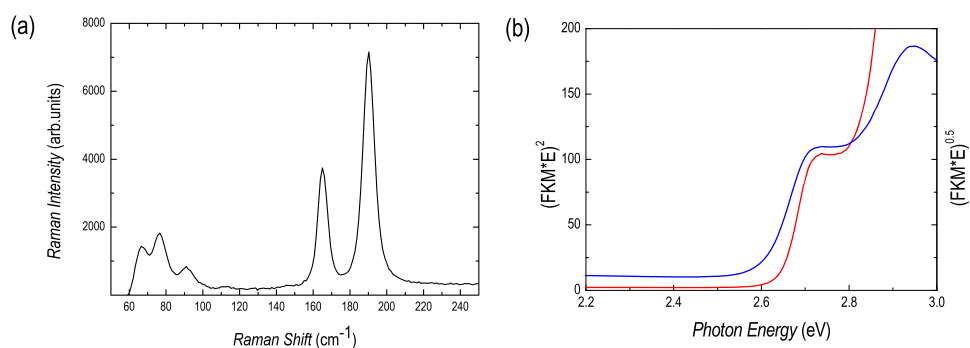 (a)
8000
6000
4000
2000
Raman Intensity (arb.units)
60 80 100 120 140 160 180 200 220 240
Raman Shift (cm⁻¹)
(b)
200
150
100
50
0
(FKM*E)²
(FKM*E)⁰·⁵
2.2 2.4 2.6 2.8 3.0
Photon Energy (eV)